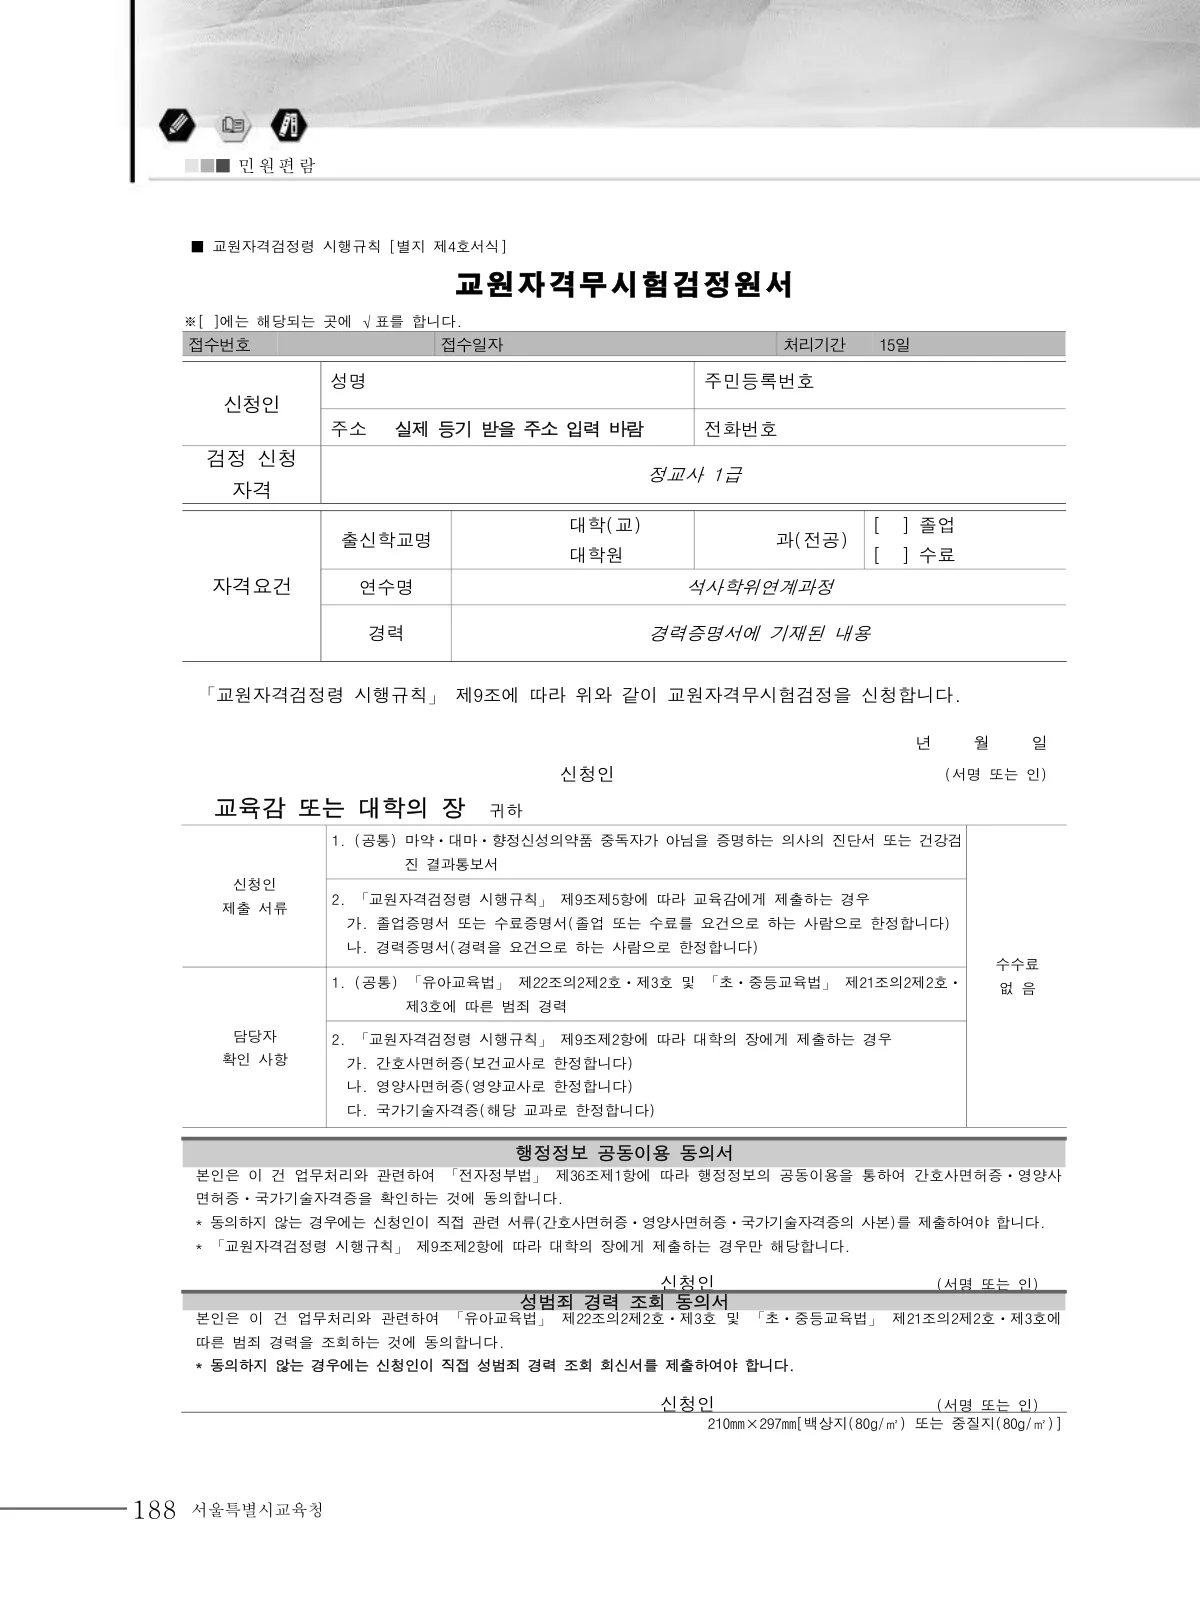 민원편람
■ 교원자격검정령 시행규칙 [별지 제4호서식]
교원자격무시험검정원서
※[ ]에는 해당되는 곳에 √표를 합니다.
접수번호 접수일자 처리기간 15일
신청인
성명 주민등록번호
주소 실제 등기 받을 주소 입력 바람 전화번호
검정 신청
자격
정교사 1급
자격요건
출신학교명
대학(교)
대학원
과(전공)
[ ] 졸업
[ ] 수료
연수명 석사학위연계과정
경력 경력증명서에 기재된 내용
「교원자격검정령 시행규칙」 제9조에 따라 위와 같이 교원자격무시험검정을 신청합니다.
년 월 일
신청인 (서명 또는 인)
교육감 또는 대학의 장 귀하
신청인
제출 서류
1. (공통) 마약·대마·향정신성의약품 중독자가 아님을 증명하는 의사의 진단서 또는 건강검
진 결과통보서
2. 「교원자격검정령 시행규칙」 제9조제5항에 따라 교육감에게 제출하는 경우
가. 졸업증명서 또는 수료증명서(졸업 또는 수료를 요건으로 하는 사람으로 한정합니다)
나. 경력증명서(경력을 요건으로 하는 사람으로 한정합니다)
수수료
없 음
담당자
확인 사항
1. (공통) 「유아교육법」 제22조의2제2호·제3호 및 「초·중등교육법」 제21조의2제2호·
제3호에 따른 범죄 경력
2. 「교원자격검정령 시행규칙」 제9조제2항에 따라 대학의 장에게 제출하는 경우
가. 간호사면허증(보건교사로 한정합니다)
나. 영양사면허증(영양교사로 한정합니다)
다. 국가기술자격증(해당 교과로 한정합니다)
행정정보 공동이용 동의서
본인은 이 건 업무처리와 관련하여 「전자정부법」 제36조제1항에 따라 행정정보의 공동이용을 통하여 간호사면허증·영양사
면허증·국가기술자격증을 확인하는 것에 동의합니다.
* 동의하지 않는 경우에는 신청인이 직접 관련 서류(간호사면허증·영양사면허증·국가기술자격증의 사본)를 제출하여야 합니다.
* 「교원자격검정령 시행규칙」 제9조제2항에 따라 대학의 장에게 제출하는 경우만 해당합니다.
신청인 (서명 또는 인)
성범죄 경력 조회 동의서
본인은 이 건 업무처리와 관련하여 「유아교육법」 제22조의2제2호·제3호 및 「초·중등교육법」 제21조의2제2호·제3호에
따른 범죄 경력을 조회하는 것에 동의합니다.
* 동의하지 않는 경우에는 신청인이 직접 성범죄 경력 조회 회신서를 제출하여야 합니다.
신청인 (서명 또는 인)
210㎜×297㎜[백상지(80g/㎡) 또는 중질지(80g/㎡)]
188 서울특별시교육청